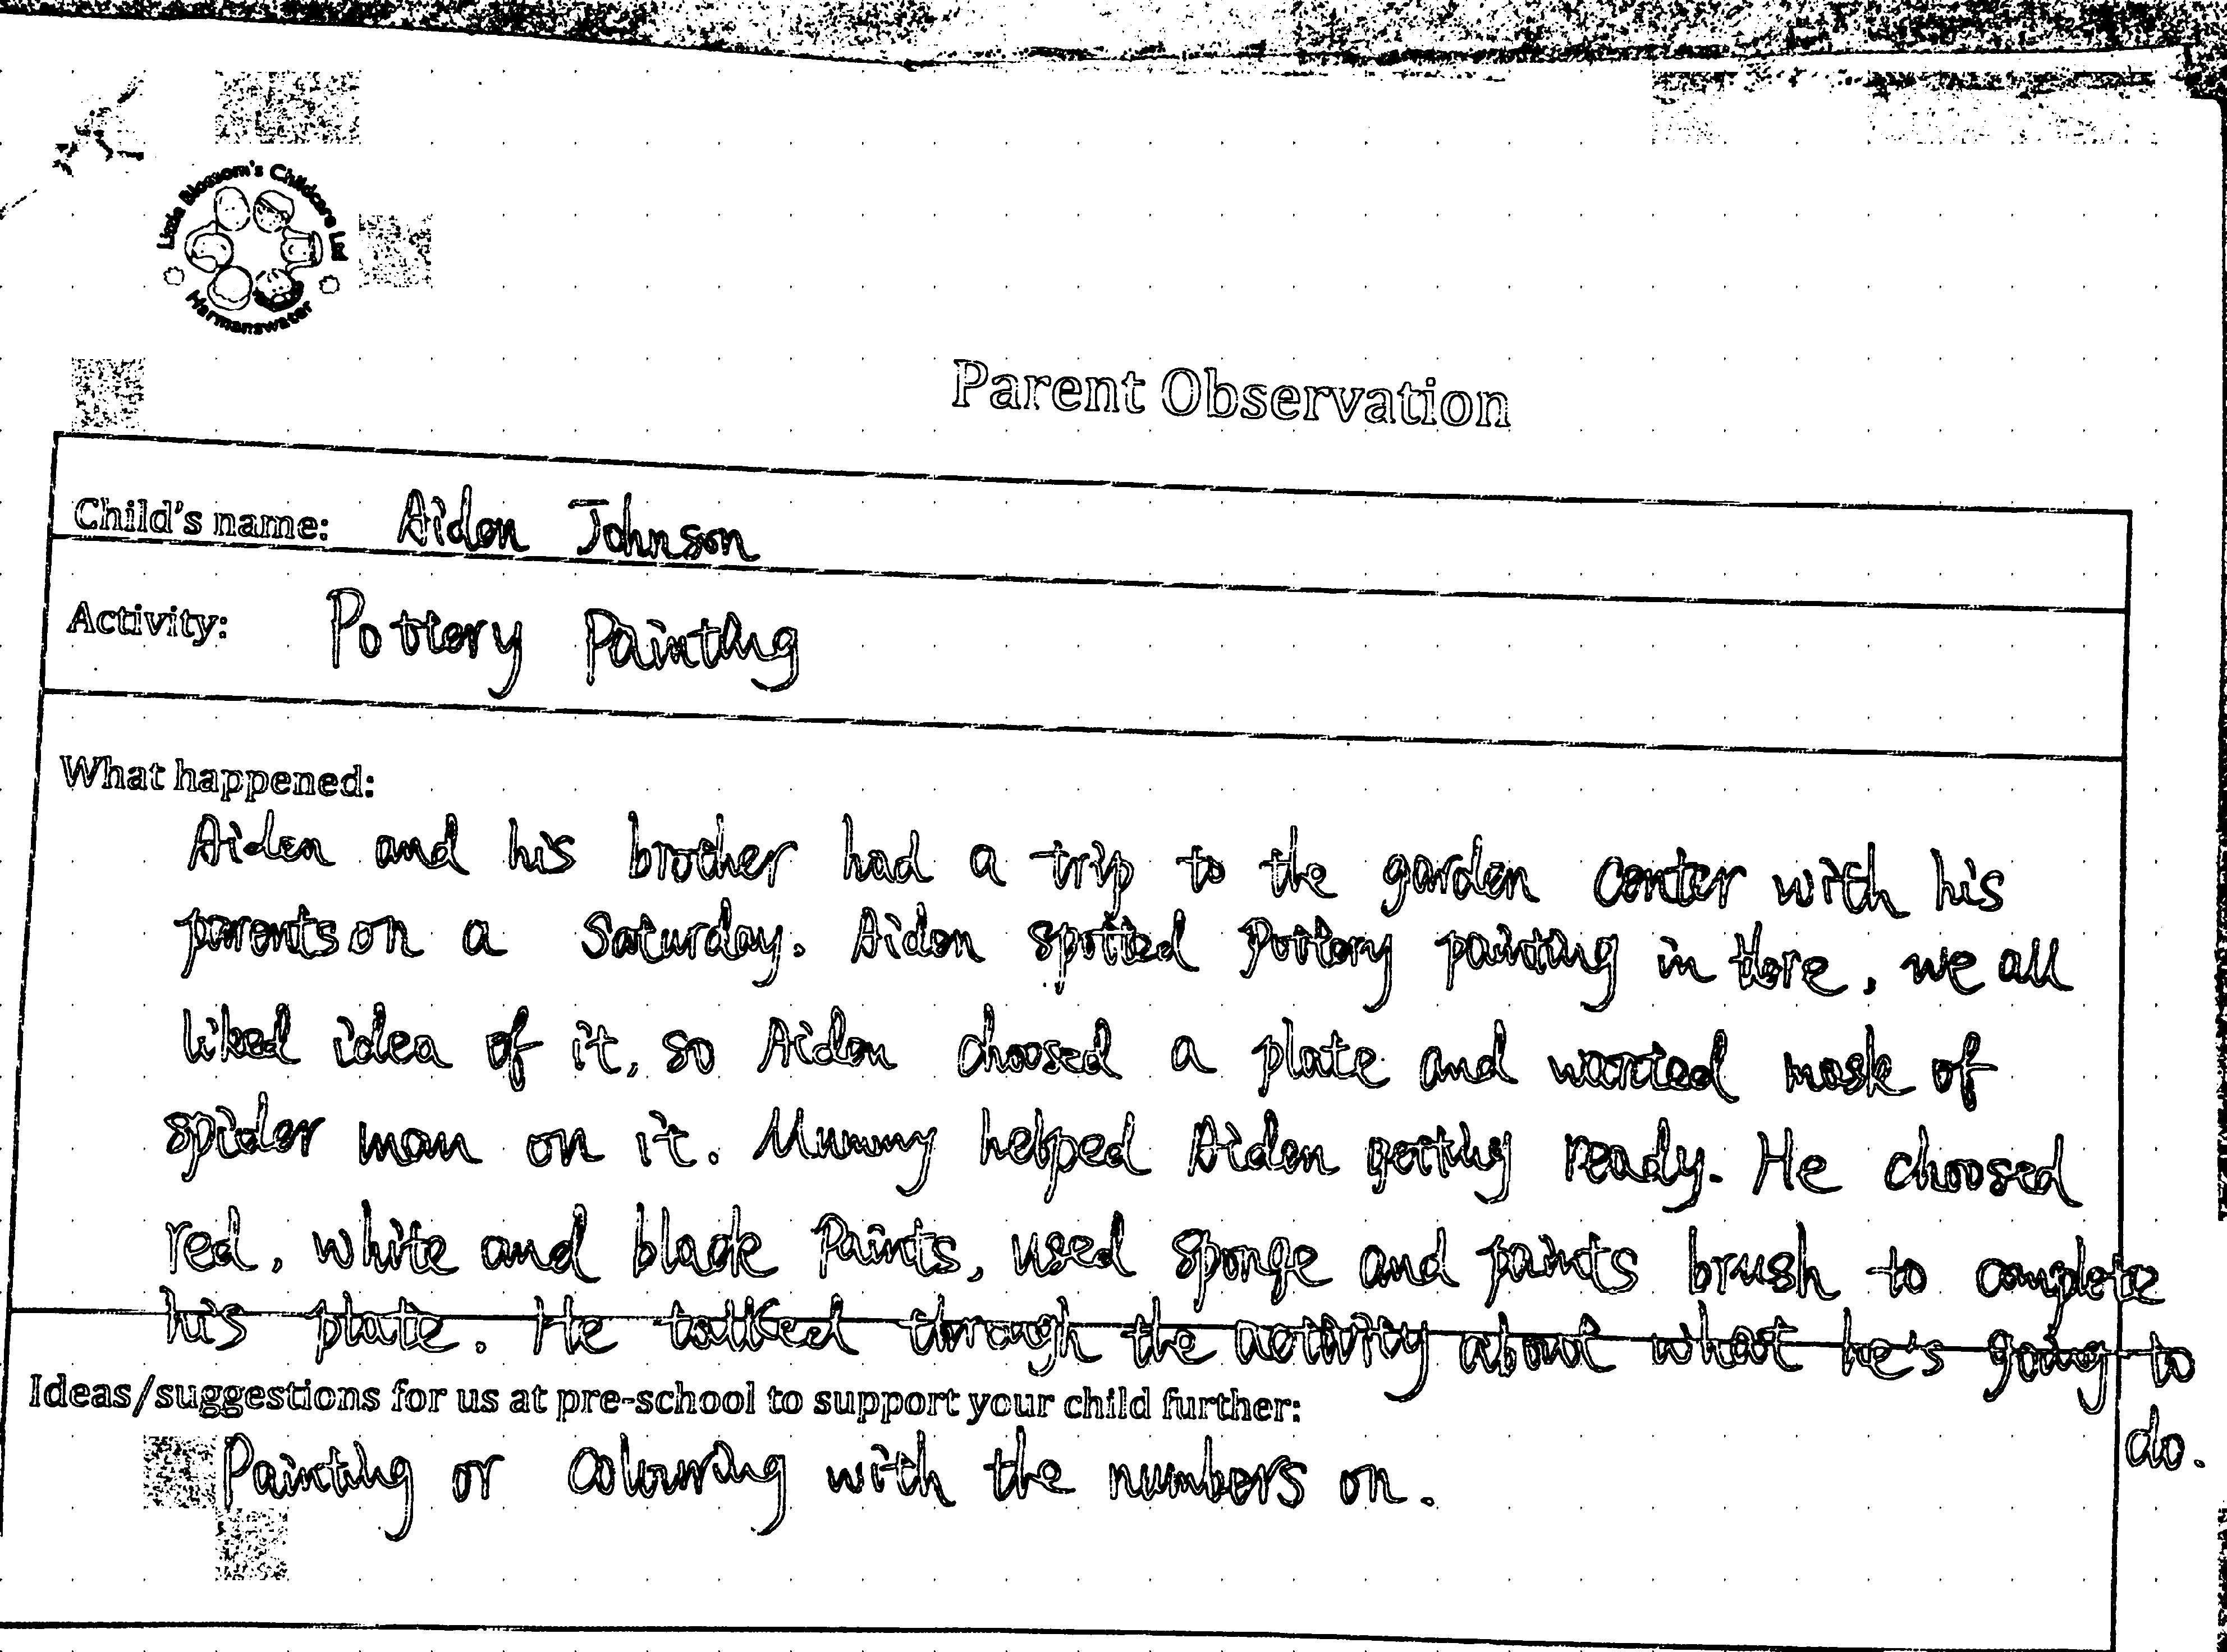 Little Blossom's Childcare Ltd
Harmanswater
Parent Observation
Child's name: Aiden Johnson
Activity: Pottery Painting
What happened:
Aiden and his brother had a trip to the garden center with his
parents on a Saturday. Aiden spotted Pottery painting in there, we all
liked idea of it, so Aiden choosed a plate and wanted mask of
spider man on it. Mummy helped Aiden getting ready. He choosed
red, white and black Paints, used sponge and paints brush to complete
his plate. He talked through the activity about what he's going to
do.
Ideas/suggestions for us at pre-school to support your child further:
Painting or colouring with the numbers on.